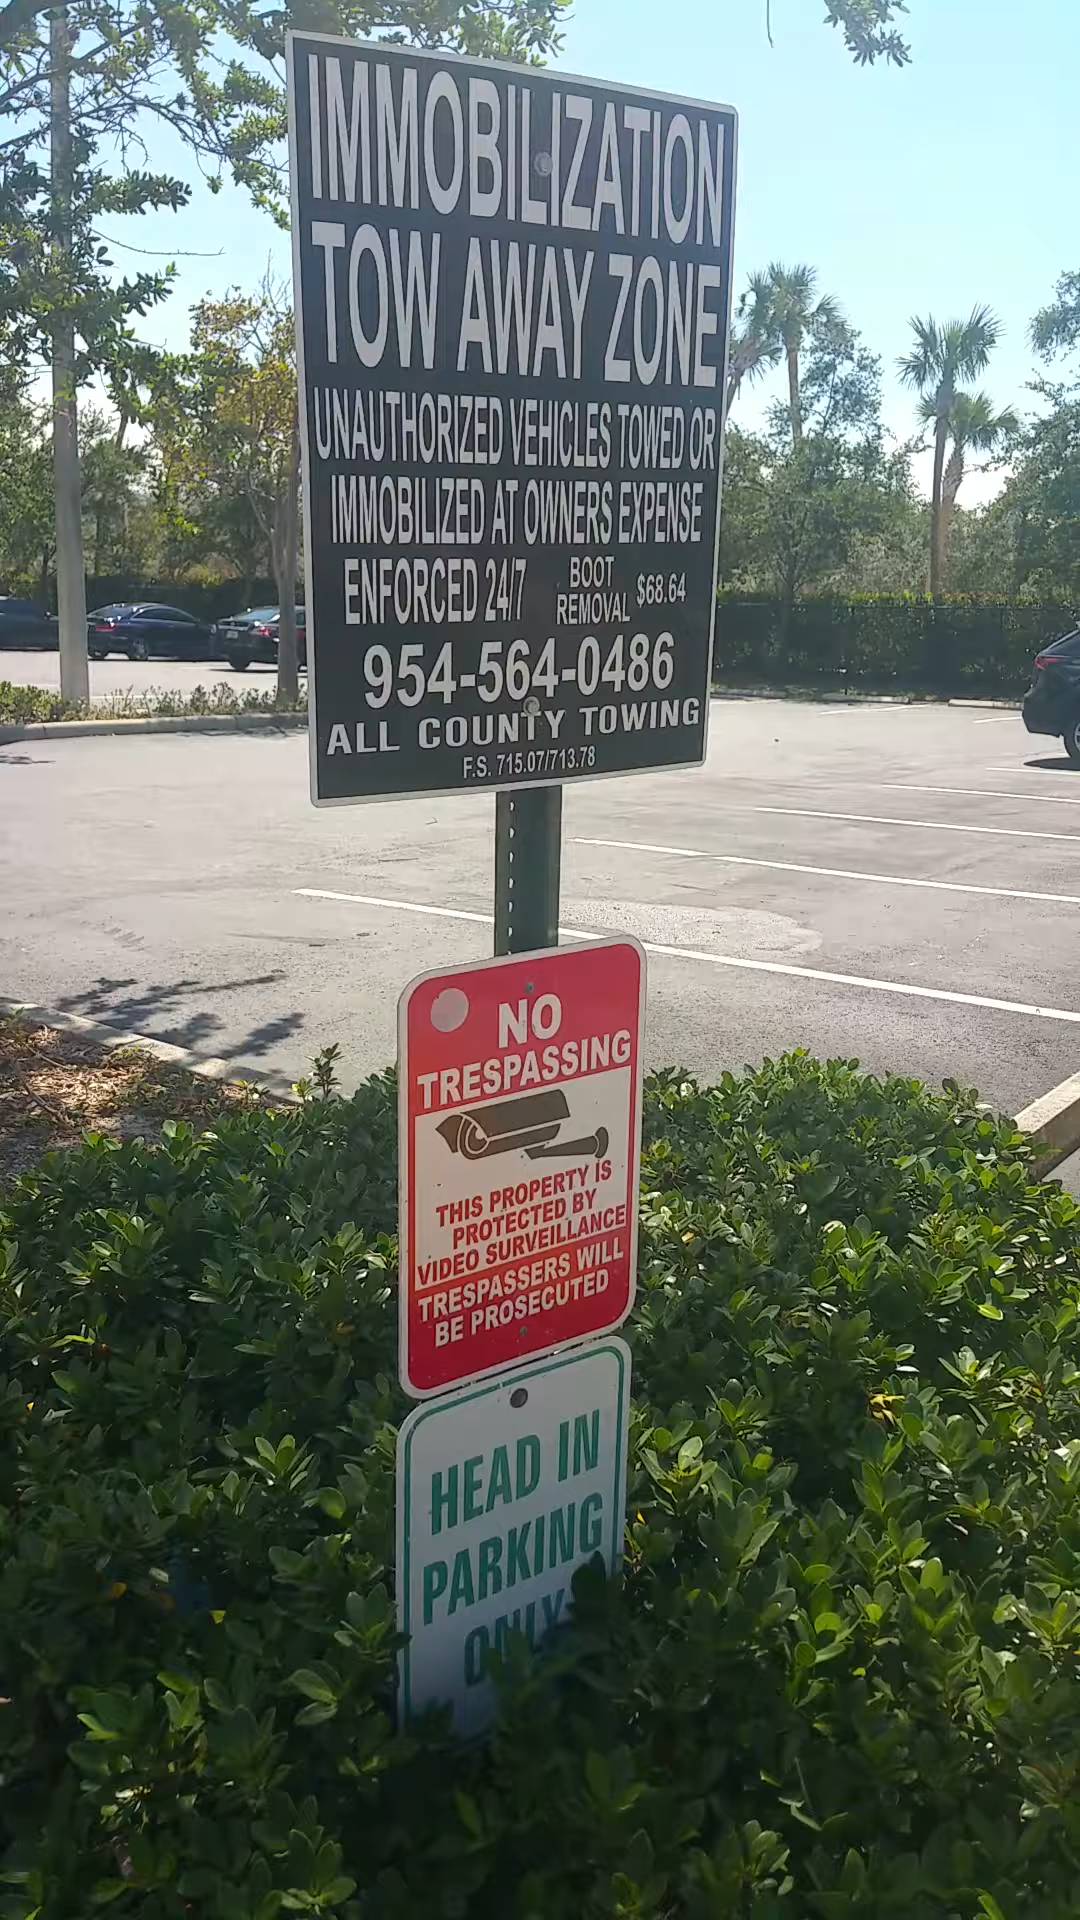 IMMOBILIZATION
TOW AWAY ZONE
UNAUTHORIZED VEHICLES TOWED OR
IMMOBILIZED AT OWNERS EXPENSE
ENFORCED 24/7 BOOT REMOVAL $68.64
954-564-0486
ALL COUNTY TOWING
F.S. 715.07/713.78
NO
TRESPASSING
THIS PROPERTY IS
PROTECTED BY
VIDEO SURVEILLANCE
TRESPASSERS WILL
BE PROSECUTED
HEAD IN
PARKING
ONLY